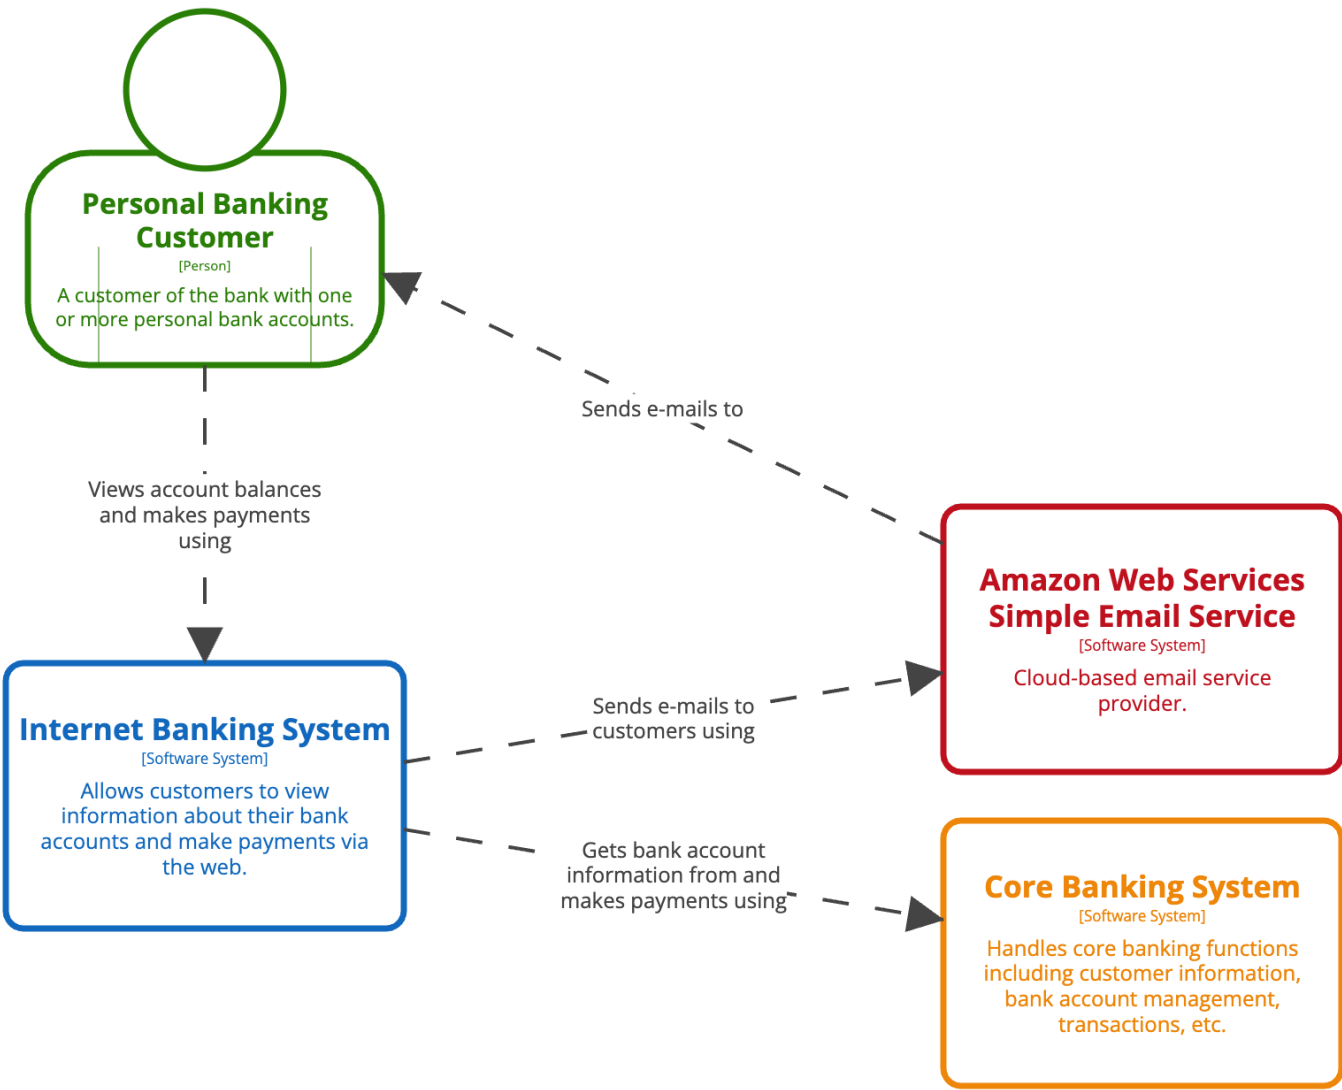 Personal Banking
Customer
[Person]
A customer of the bank with one
or more personal bank accounts.
Sends e-mails to
Views account balances
and makes payments
using
Amazon Web Services
Simple Email Service
[Software System]
Cloud-based email service
provider.
Internet Banking System
[Software System]
Allows customers to view
information about their bank
accounts and make payments via
the web.
Sends e-mails to
customers using
Gets bank account
information from and
makes payments using
Core Banking System
[Software System]
Handles core banking functions
including customer information,
bank account management,
transactions, etc.